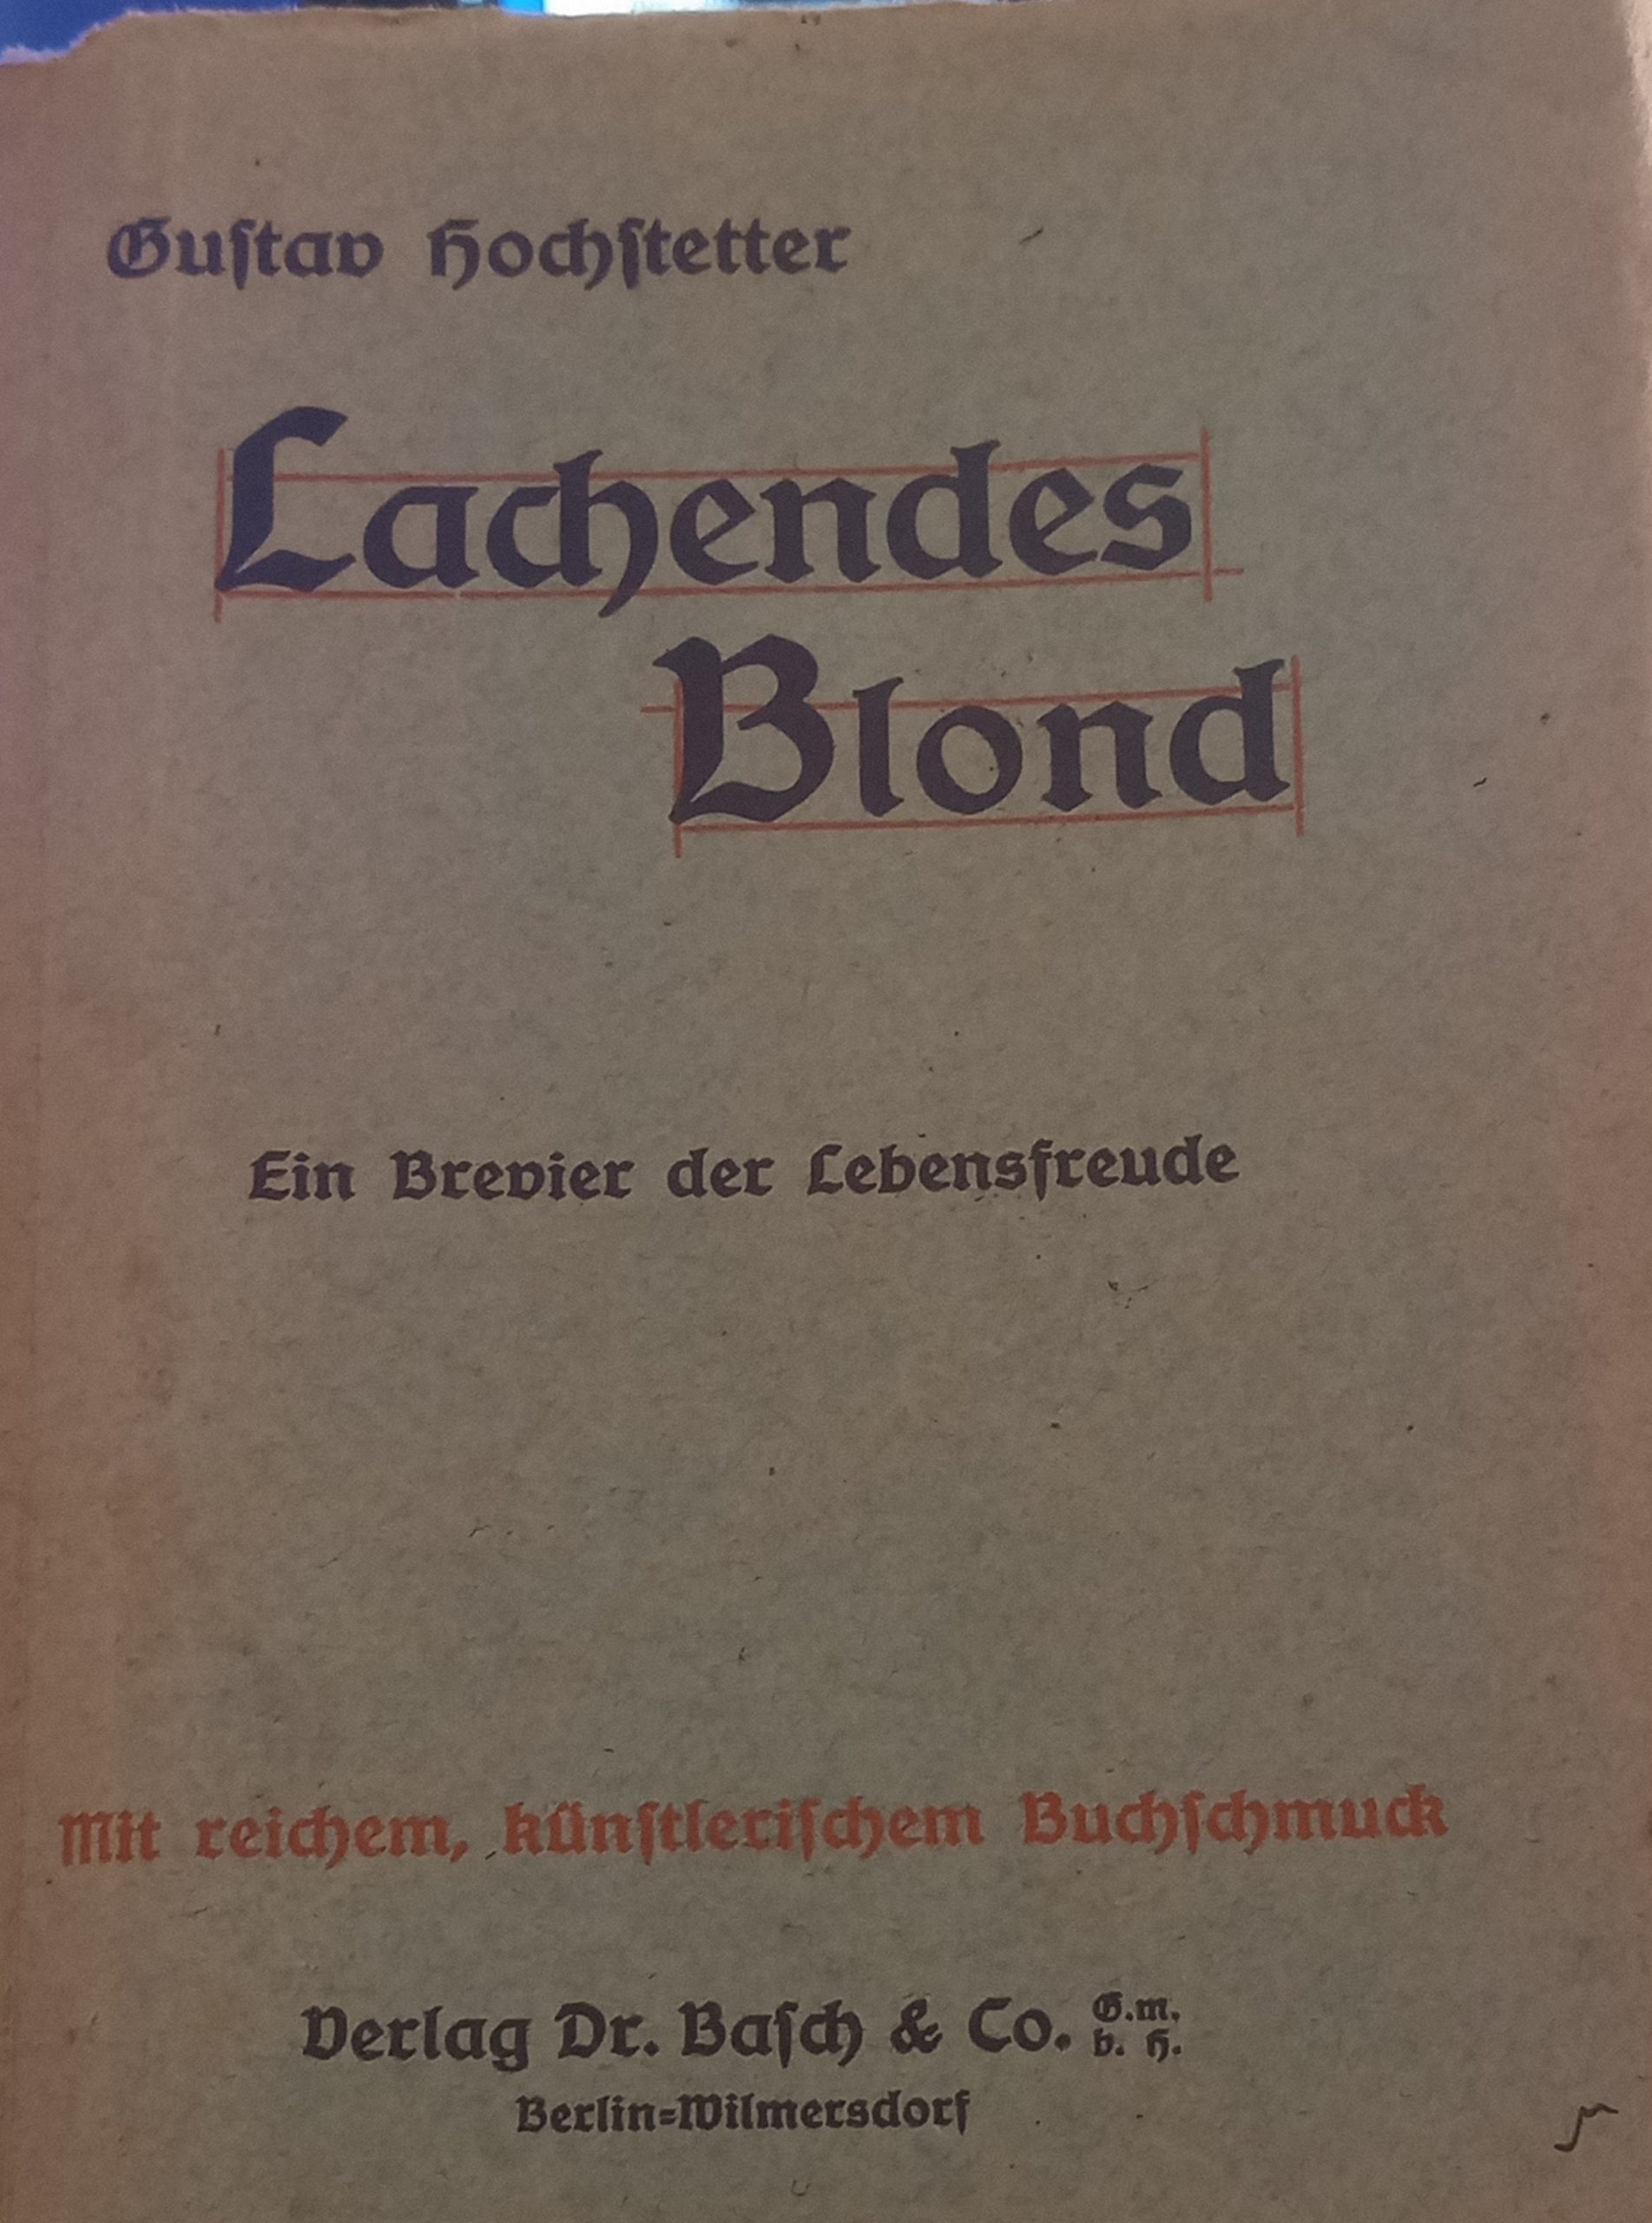 Guſtav Hochſtetter
Lachendes
Blond
Ein Brevier der Lebensfreude
Mit reichem, künſtleriſchem Buchſchmuck
Verlag Dr. Baſch & Co. G.m.
b. H.
Berlin=Wilmersdorf